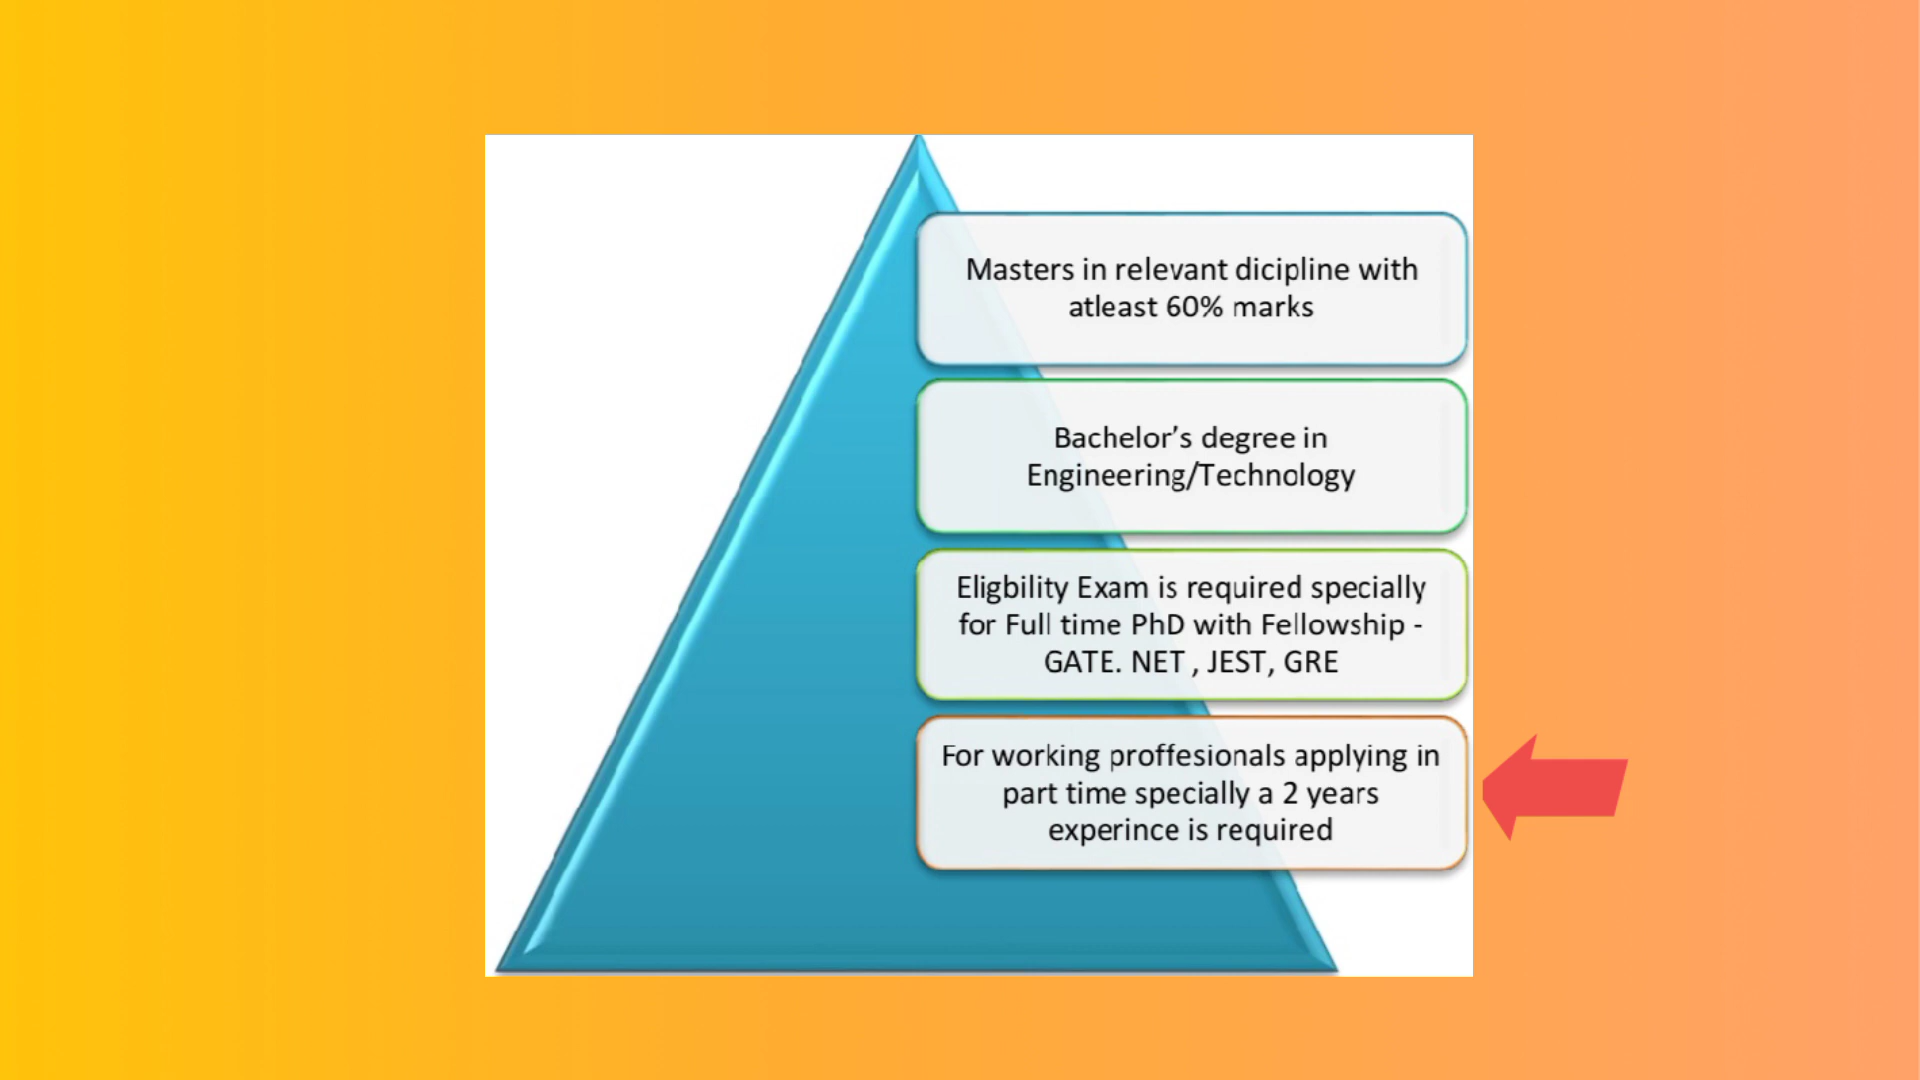 Masters in relevant dicipline with
atleast 60% marks
Bachelor's degree in
Engineering/Technology
Eligbility Exam is required specially
for Full time PhD with Fellowship -
GATE. NET , JEST, GRE
For working proffesionals applying in
part time specially a 2 years
experince is required